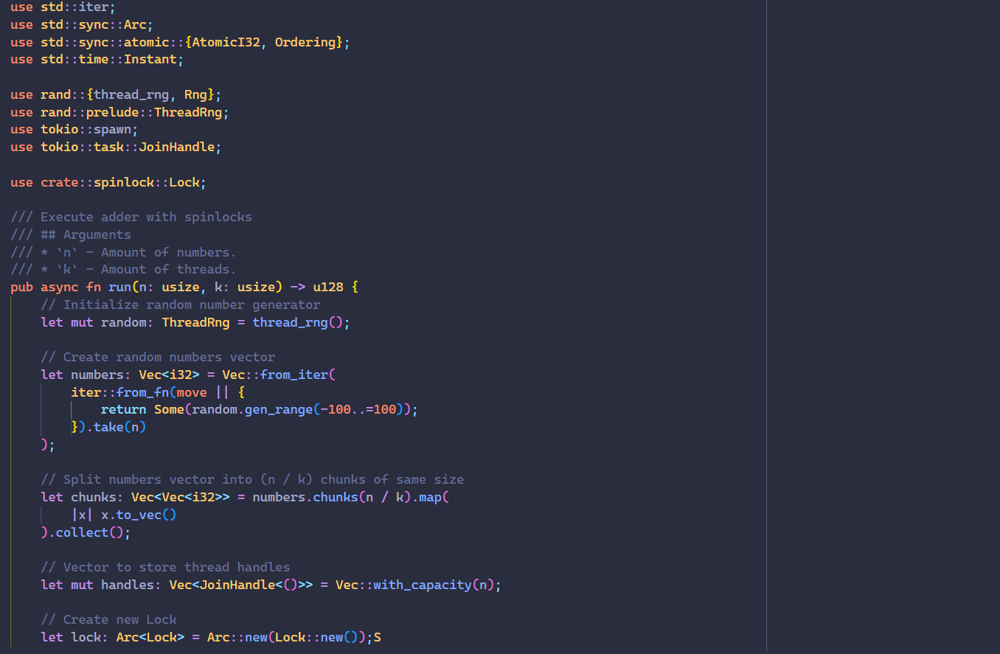 use std::iter;
use std::sync::Arc;
use std::sync::atomic::{AtomicI32, Ordering};
use std::time::Instant;

use rand::{thread_rng, Rng};
use rand::prelude::ThreadRng;
use tokio::spawn;
use tokio::task::JoinHandle;

use crate::spinlock::Lock;

/// Execute adder with spinlocks
/// ## Arguments
/// * `n` - Amount of numbers.
/// * `k` - Amount of threads.
pub async fn run(n: usize, k: usize) -> u128 {
    // Initialize random number generator
    let mut random: ThreadRng = thread_rng();

    // Create random numbers vector
    let numbers: Vec<i32> = Vec::from_iter(
        iter::from_fn(move || {
            return Some(random.gen_range(-100..=100));
        }).take(n)
    );

    // Split numbers vector into (n / k) chunks of same size
    let chunks: Vec<Vec<i32>> = numbers.chunks(n / k).map(
        |x| x.to_vec()
    ).collect();

    // Vector to store thread handles
    let mut handles: Vec<JoinHandle<()>> = Vec::with_capacity(n);

    // Create new Lock
    let lock: Arc<Lock> = Arc::new(Lock::new());S